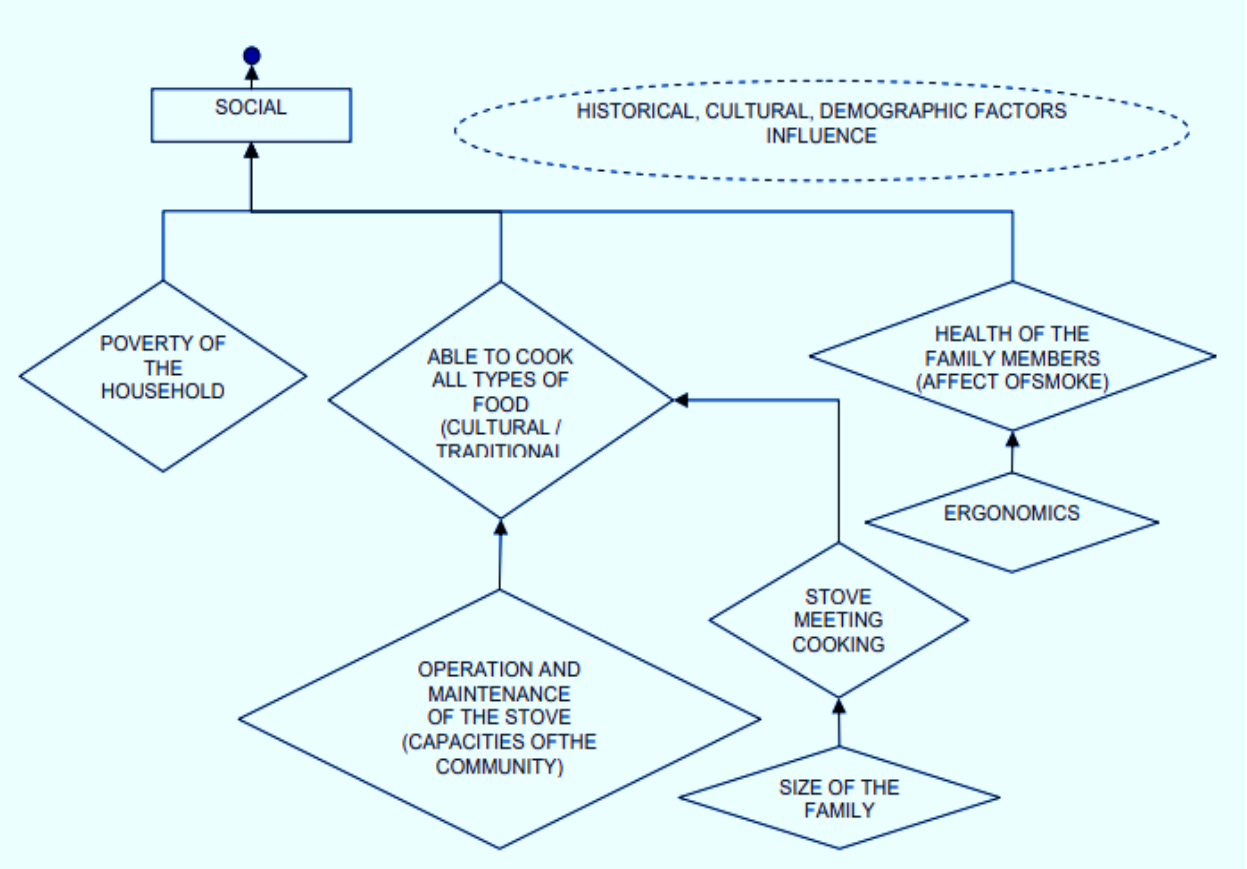 SOCIAL
HISTORICAL, CULTURAL, DEMOGRAPHIC FACTORS
INFLUENCE
POVERTY OF
THE
HOUSEHOLD
ABLE TO COOK
ALL TYPES OF
FOOD
(CULTURAL /
TRADITIONAL
HEALTH OF THE
FAMILY MEMBERS
(AFFECT OFSMOKE)
ERGONOMICS
STOVE
MEETING
COOKING
OPERATION AND
MAINTENANCE
OF THE STOVE
(CAPACITIES OFTHE
COMMUNITY)
SIZE OF THE
FAMILY